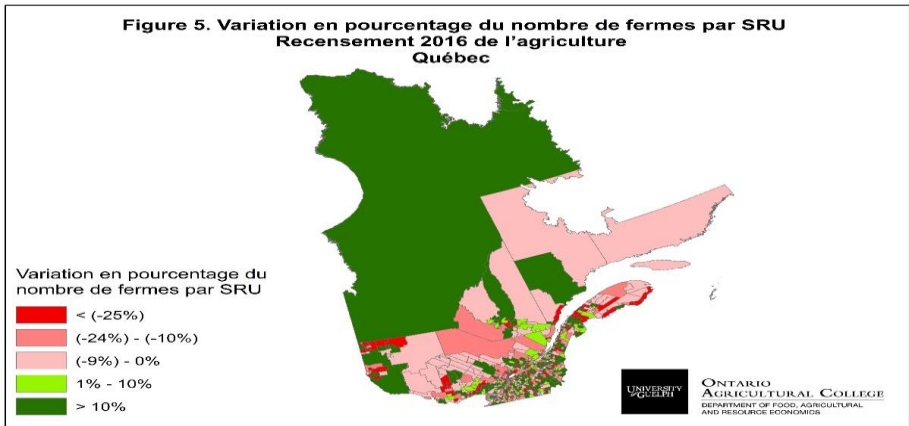 Figure 5. Variation en pourcentage du nombre de fermes par SRU
Recensement 2016 de l'agriculture
Québec
Variation en pourcentage du
nombre de fermes par SRU
< (-25%)
(-24%) - (-10%)
(-9%) - 0%
1% - 10%
> 10%
UNIVERSITY
OF GUELPH
ONTARIO
AGRICULTURAL COLLEGE
DEPARTMENT OF FOOD, AGRICULTURAL
AND RESOURCE ECONOMICS